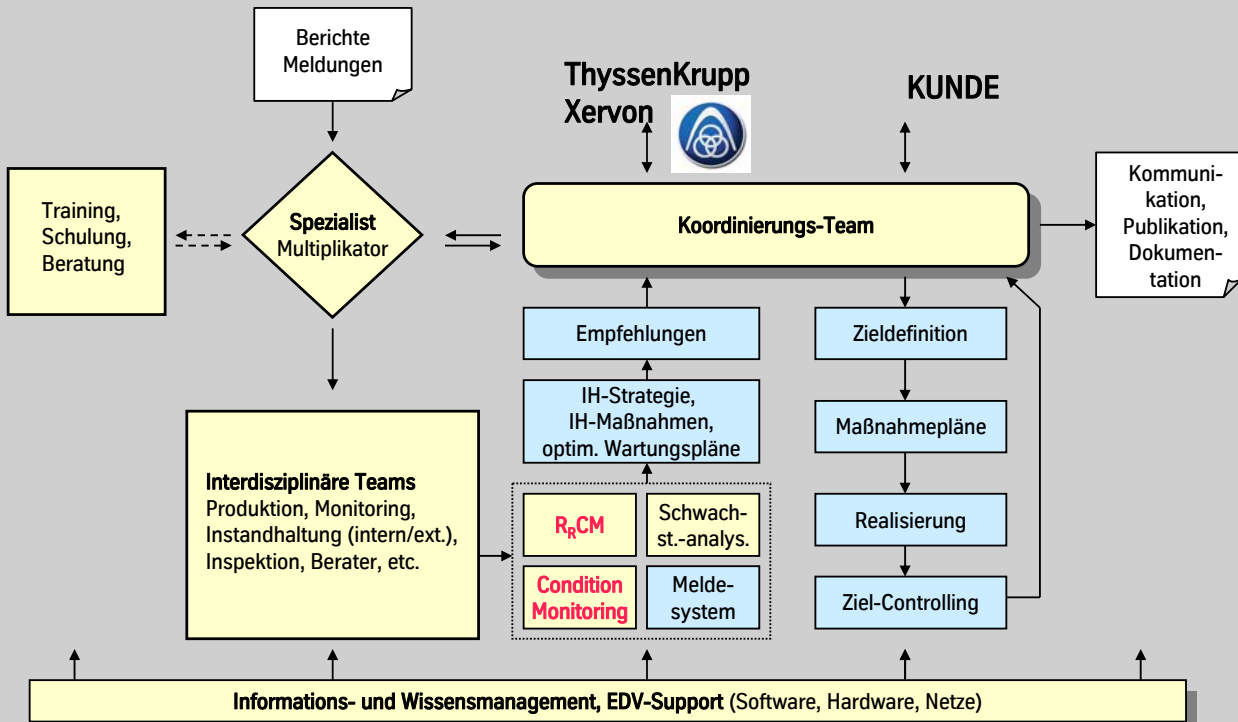 Berichte
Meldungen
ThyssenKrupp
Xervon
KUNDE
Training,
Schulung,
Beratung
Spezialist
Multiplikator
Koordinierungs-Team
Kommuni-
kation,
Publikation,
Dokumen-
tation
Empfehlungen
IH-Strategie,
IH-Maßnahmen,
optim. Wartungspläne
Zieldefinition
Maßnahmepläne
Realisierung
Ziel-Controlling
Interdisziplinäre Teams
Produktion, Monitoring,
Instandhaltung (intern/ext.),
Inspektion, Berater, etc.
RRCM
Schwach-
st.-analys.
Condition
Monitoring
Melde-
system
Informations- und Wissensmanagement, EDV-Support (Software, Hardware, Netze)